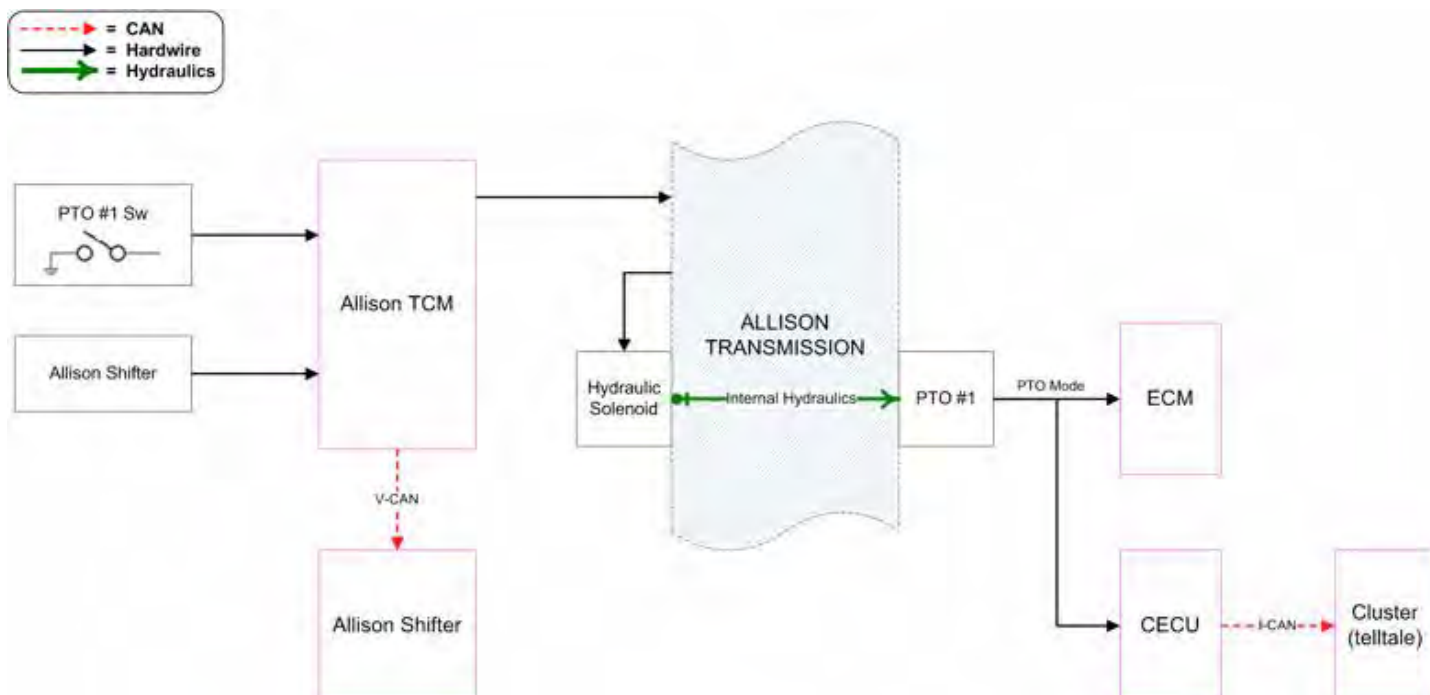 = CAN
= Hardwire
= Hydraulics
PTO #1 Sw
Allison Shifter
Allison TCM
V-CAN
Allison Shifter
ALLISON
TRANSMISSION
Hydraulic
Solenoid
Internal Hydraulics
PTO #1
PTO Mode
ECM
CECU
I-CAN
Cluster
(telltale)